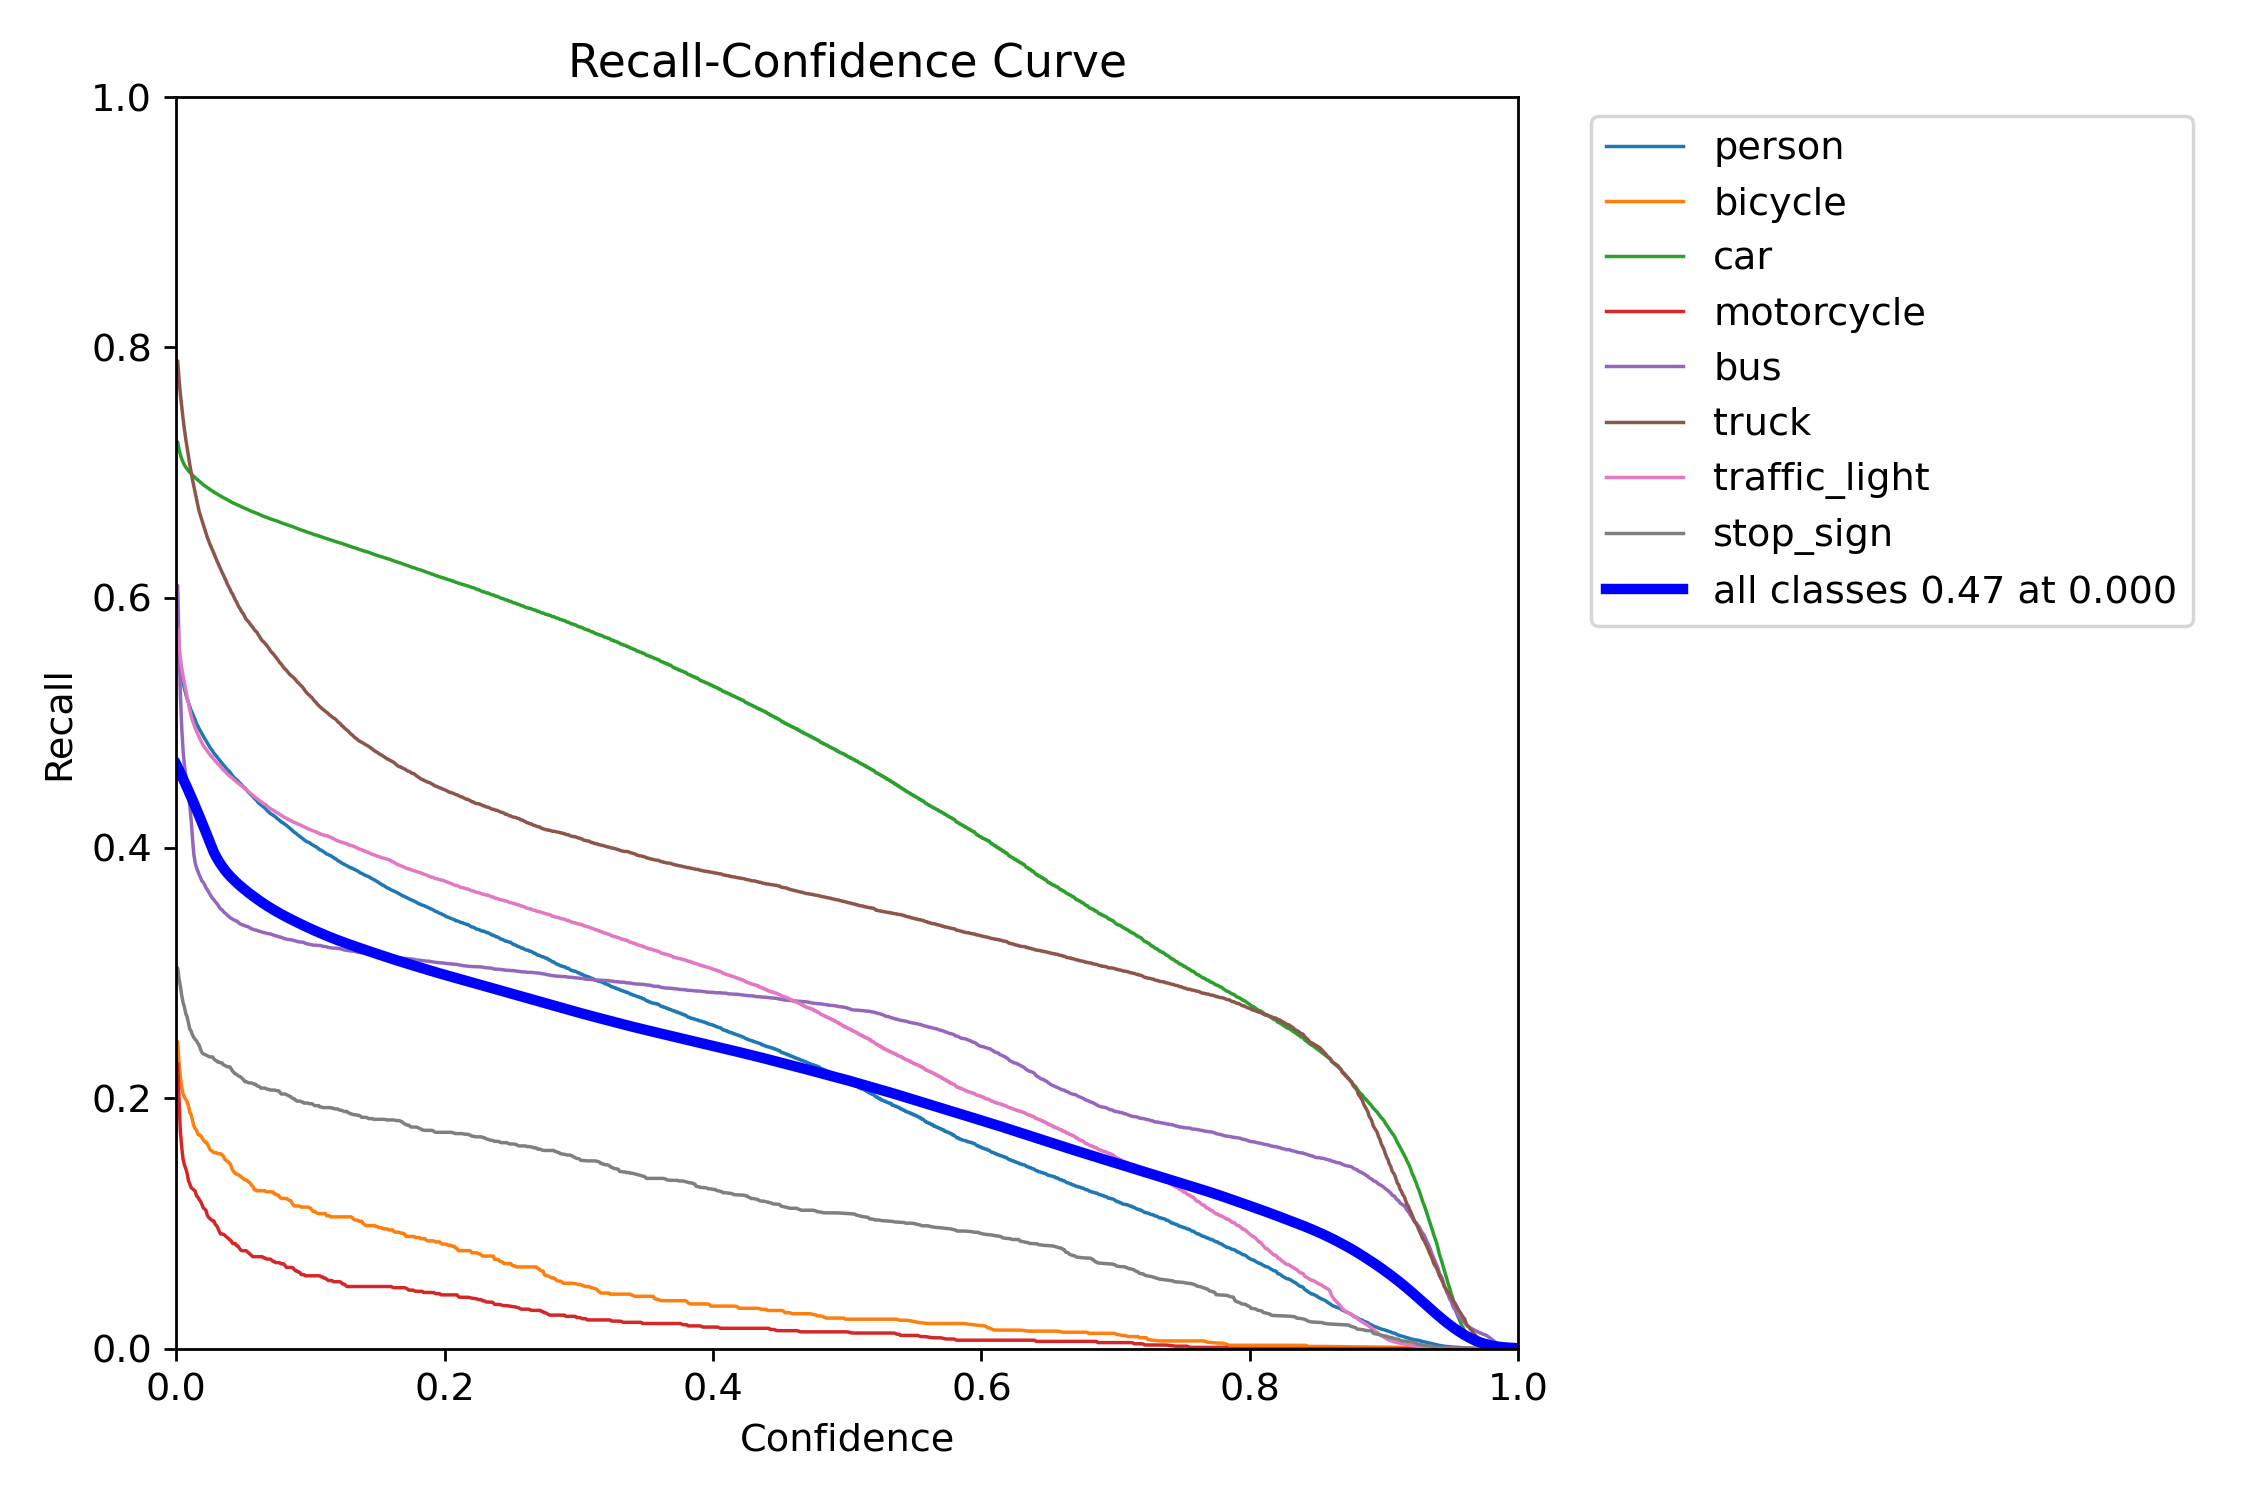 Recall-Confidence Curve
1.0
0.8
0.6
0.4
0.2
0.0
Recall
0.0 0.2 0.4 0.6 0.8 1.0
Confidence
person
bicycle
car
motorcycle
bus
truck
traffic_light
stop_sign
all classes 0.47 at 0.000